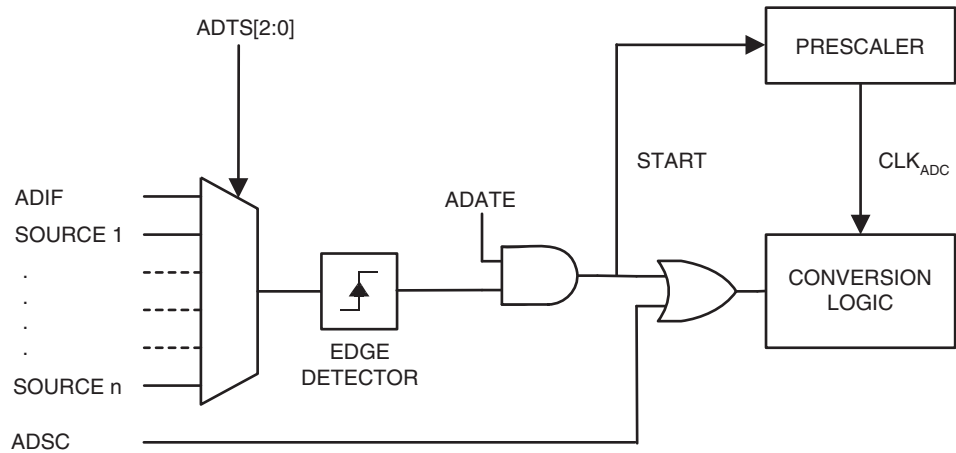 ADTS[2:0]
PRESCALER
START
CLKADC
ADIF
ADATE
SOURCE 1
.
.
.
.
CONVERSION
LOGIC
EDGE
DETECTOR
SOURCE n
ADSC